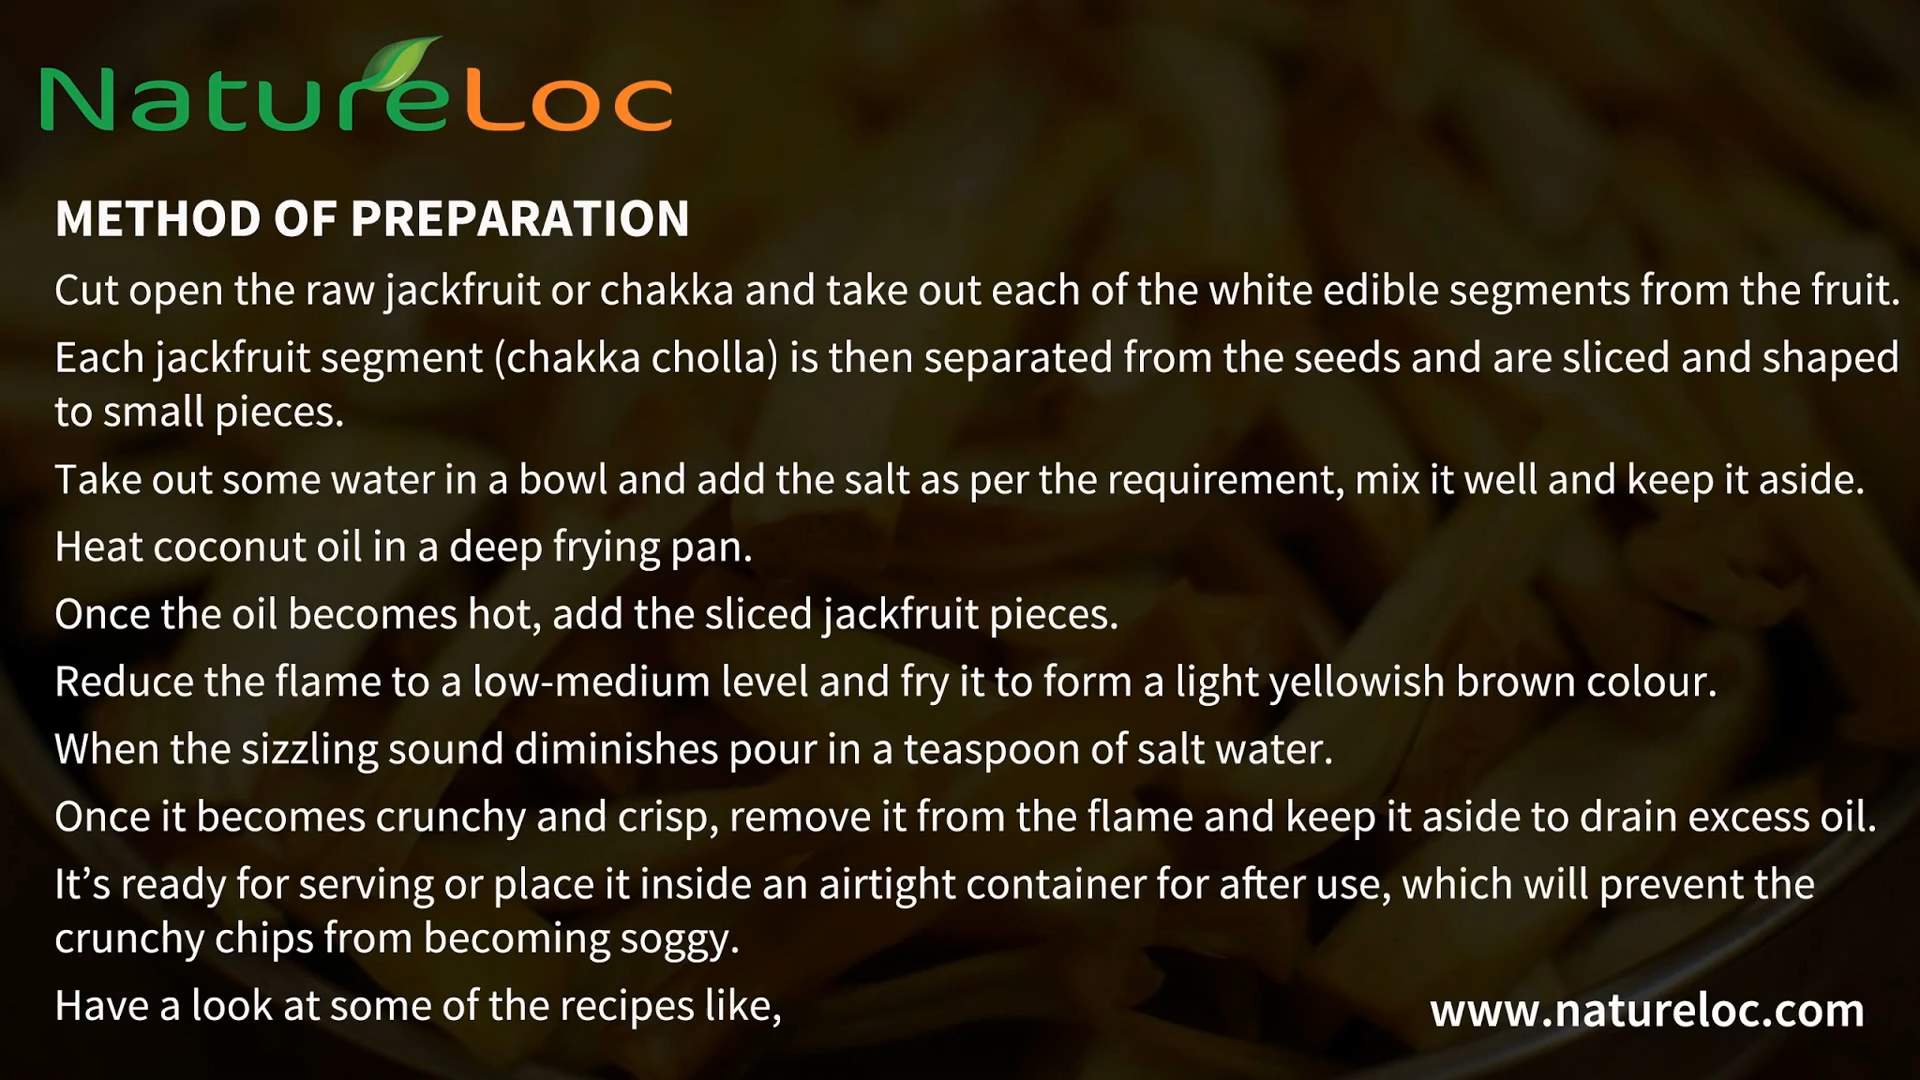 NatureLoc
METHOD OF PREPARATION
Cut open the raw jackfruit or chakka and take out each of the white edible segments from the fruit.
Each jackfruit segment (chakka cholla) is then separated from the seeds and are sliced and shaped
to small pieces.
Take out some water in a bowl and add the salt as per the requirement, mix it well and keep it aside.
Heat coconut oil in a deep frying pan.
Once the oil becomes hot, add the sliced jackfruit pieces.
Reduce the flame to a low-medium level and fry it to form a light yellowish brown colour.
When the sizzling sound diminishes pour in a teaspoon of salt water.
Once it becomes crunchy and crisp, remove it from the flame and keep it aside to drain excess oil.
It’s ready for serving or place it inside an airtight container for after use, which will prevent the
crunchy chips from becoming soggy.
Have a look at some of the recipes like,
www.natureloc.com